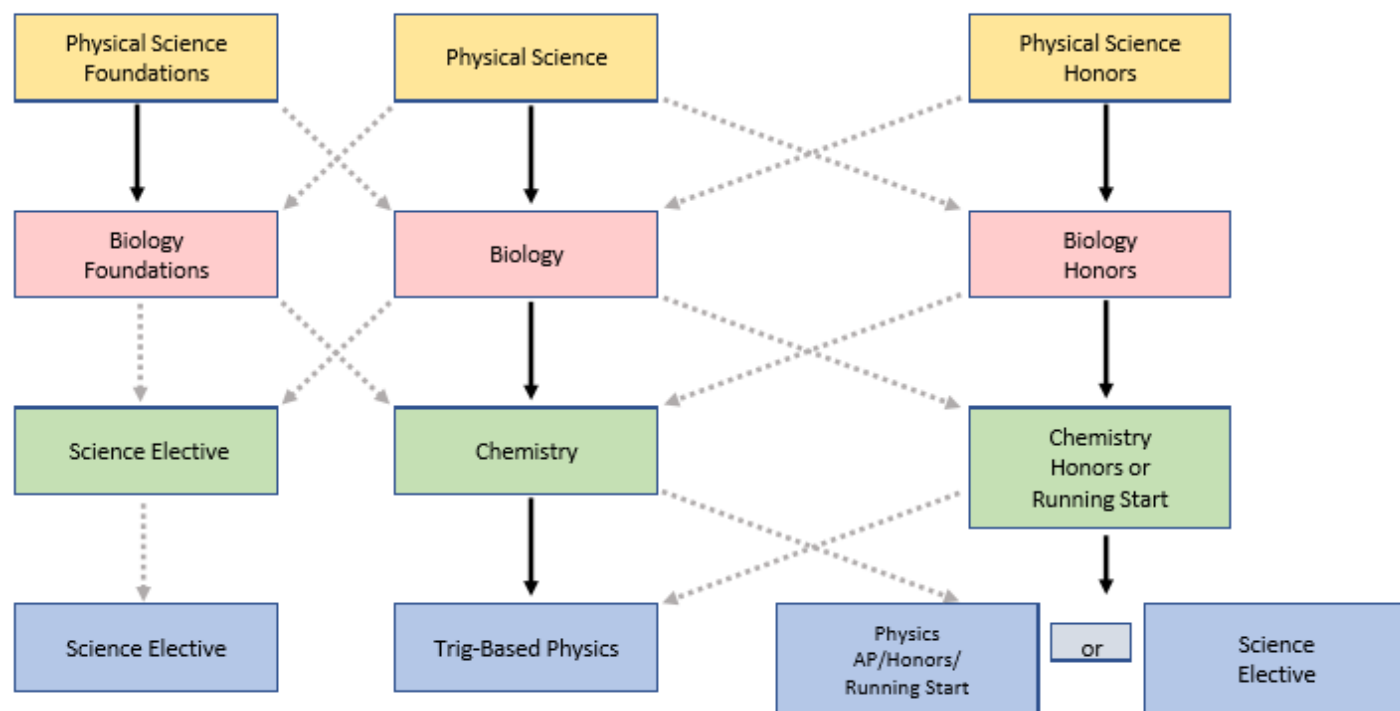 Physical Science
Foundations
Physical Science
Physical Science
Honors
Biology
Foundations
Biology
Biology
Honors
Science Elective
Chemistry
Chemistry
Honors or
Running Start
Science Elective
Trig-Based Physics
Physics
AP/Honors/
Running Start
or
Science
Elective